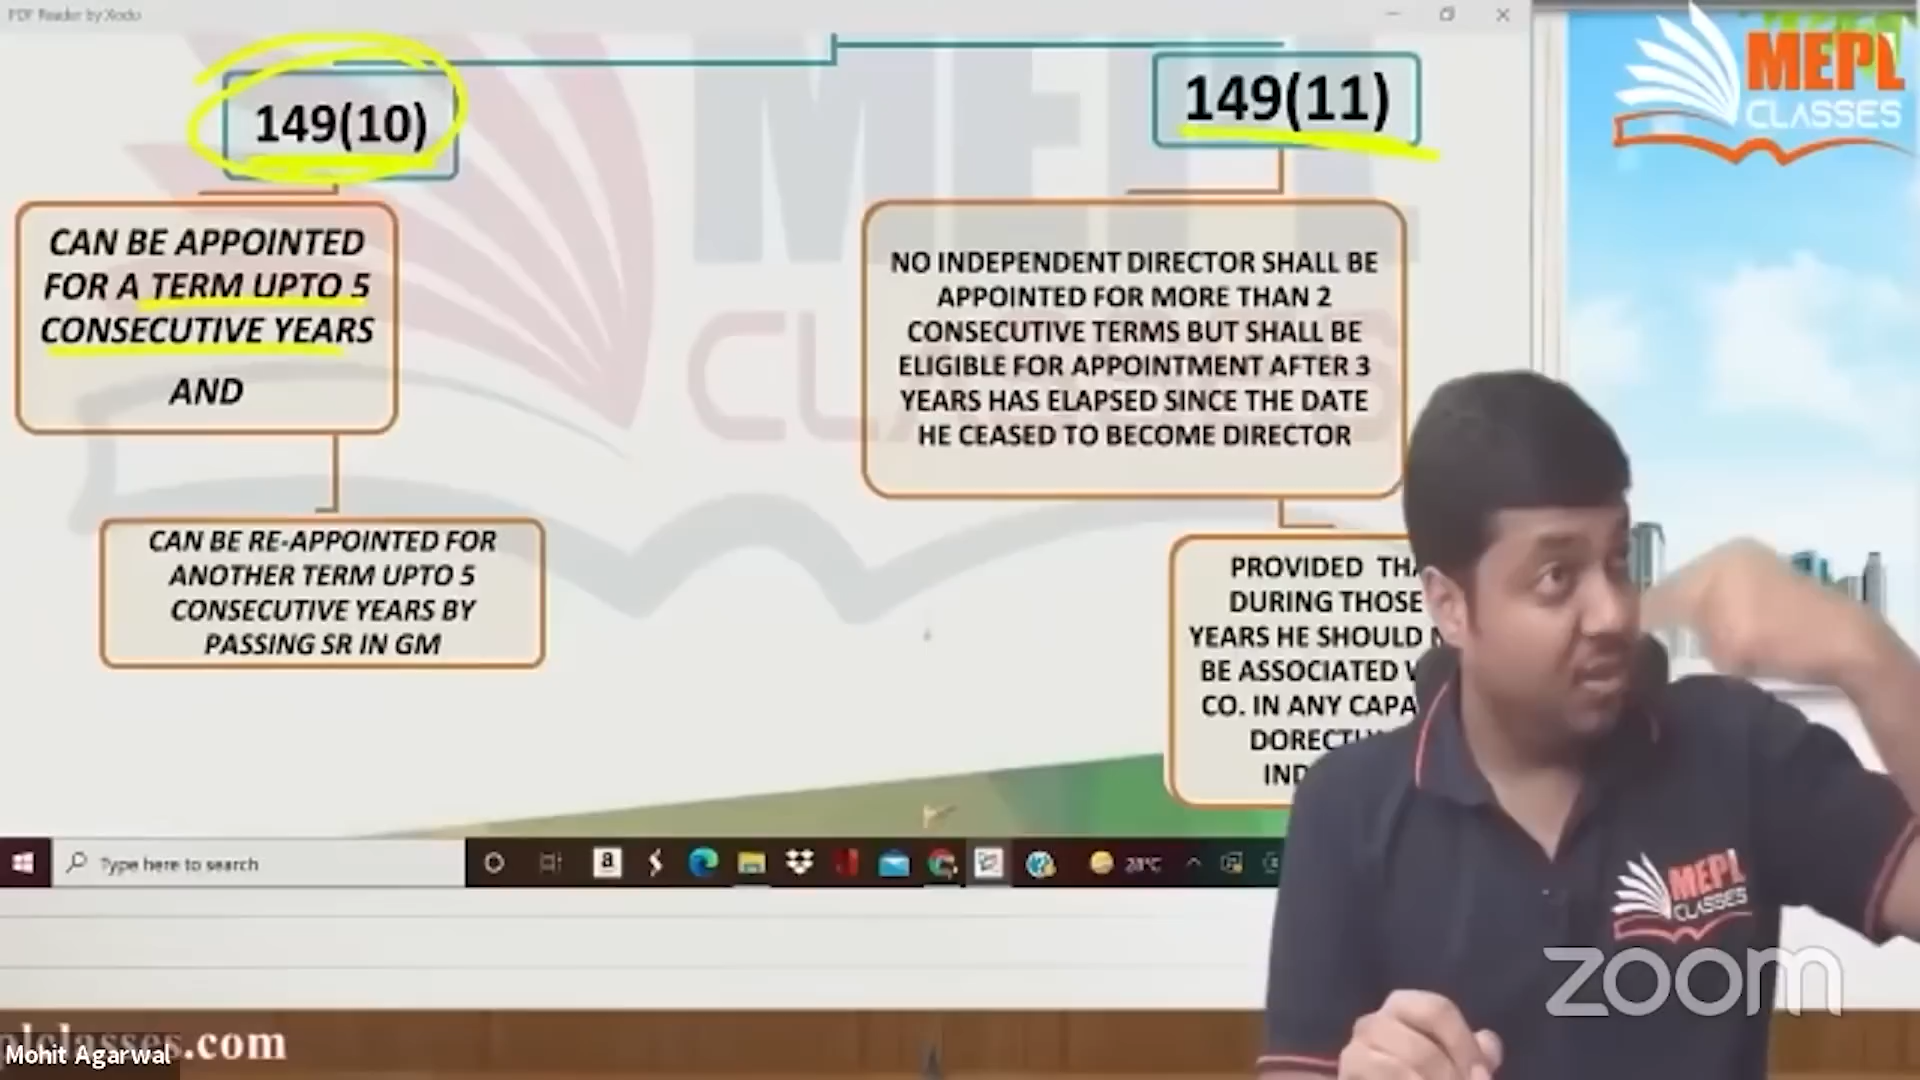 PDF Reader by Xodo
149(10)
CAN BE APPOINTED
FOR A TERM UPTO 5
CONSECUTIVE YEARS
AND
CAN BE RE-APPOINTED FOR
ANOTHER TERM UPTO 5
CONSECUTIVE YEARS BY
PASSING SR IN GM
149(11)
NO INDEPENDENT DIRECTOR SHALL BE
APPOINTED FOR MORE THAN 2
CONSECUTIVE TERMS BUT SHALL BE
ELIGIBLE FOR APPOINTMENT AFTER 3
YEARS HAS ELAPSED SINCE THE DATE
HE CEASED TO BECOME DIRECTOR
PROVIDED
DURING THOSE
YEARS HE SHOULD
BE ASSOCIATED
CO. IN ANY
MEPL
CLASSES
MEPL
CLASSES
MEPL
CLASSES
Type here to search
28°C
zoom
plclasses.com
Mohit Agarwal